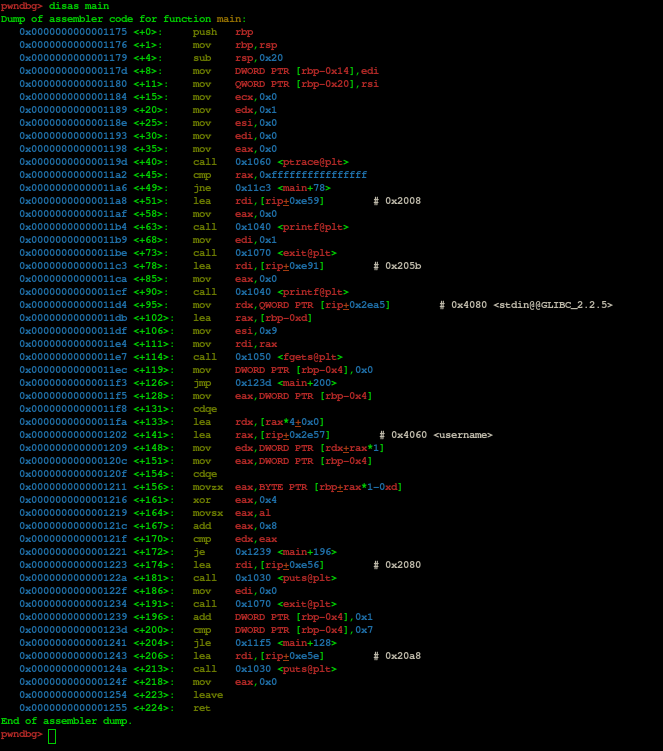 pwndbg> disas main
Dump of assembler code for function main:
   0x0000000000001175 <+0>:     push   rbp
   0x0000000000001176 <+1>:     mov    rbp,rsp
   0x0000000000001179 <+4>:     sub    rsp,0x20
   0x000000000000117d <+8>:     mov    DWORD PTR [rbp-0x14],edi
   0x0000000000001180 <+11>:    mov    QWORD PTR [rbp-0x20],rsi
   0x0000000000001184 <+15>:    mov    ecx,0x0
   0x0000000000001189 <+20>:    mov    edx,0x1
   0x000000000000118e <+25>:    mov    esi,0x0
   0x0000000000001193 <+30>:    mov    edi,0x0
   0x0000000000001198 <+35>:    mov    eax,0x0
   0x000000000000119d <+40>:    call   0x1060 <ptrace@plt>
   0x00000000000011a2 <+45>:    cmp    rax,0xffffffffffffffff
   0x00000000000011a6 <+49>:    jne    0x11c3 <main+78>
   0x00000000000011a8 <+51>:    lea    rdi,[rip+0xe59]        # 0x2008
   0x00000000000011af <+58>:    mov    eax,0x0
   0x00000000000011b4 <+63>:    call   0x1040 <printf@plt>
   0x00000000000011b9 <+68>:    mov    edi,0x1
   0x00000000000011be <+73>:    call   0x1070 <exit@plt>
   0x00000000000011c3 <+78>:    lea    rdi,[rip+0xe91]        # 0x205b
   0x00000000000011ca <+85>:    mov    eax,0x0
   0x00000000000011cf <+90>:    call   0x1040 <printf@plt>
   0x00000000000011d4 <+95>:    mov    rdx,QWORD PTR [rip+0x2ea5]        # 0x4080 <stdin@@GLIBC_2.2.5>
   0x00000000000011db <+102>:   lea    rax,[rbp-0xd]
   0x00000000000011df <+106>:   mov    esi,0x9
   0x00000000000011e4 <+111>:   mov    rdi,rax
   0x00000000000011e7 <+114>:   call   0x1050 <fgets@plt>
   0x00000000000011ec <+119>:   mov    DWORD PTR [rbp-0x4],0x0
   0x00000000000011f3 <+126>:   jmp    0x123d <main+200>
   0x00000000000011f5 <+128>:   mov    eax,DWORD PTR [rbp-0x4]
   0x00000000000011f8 <+131>:   cdqe
   0x00000000000011fa <+133>:   lea    rdx,[rax*4+0x0]
   0x0000000000001202 <+141>:   lea    rax,[rip+0x2e57]        # 0x4060 <username>
   0x0000000000001209 <+148>:   mov    edx,DWORD PTR [rdx+rax*1]
   0x000000000000120c <+151>:   mov    eax,DWORD PTR [rbp-0x4]
   0x000000000000120f <+154>:   cdqe
   0x0000000000001211 <+156>:   movzx  eax,BYTE PTR [rbp+rax*1-0xd]
   0x0000000000001216 <+161>:   xor    eax,0x4
   0x0000000000001219 <+164>:   movsx  eax,al
   0x000000000000121c <+167>:   add    eax,0x8
   0x000000000000121f <+170>:   cmp    edx,eax
   0x0000000000001221 <+172>:   je     0x1239 <main+196>
   0x0000000000001223 <+174>:   lea    rdi,[rip+0xe56]        # 0x2080
   0x000000000000122a <+181>:   call   0x1030 <puts@plt>
   0x000000000000122f <+186>:   mov    edi,0x0
   0x0000000000001234 <+191>:   call   0x1070 <exit@plt>
   0x0000000000001239 <+196>:   add    DWORD PTR [rbp-0x4],0x1
   0x000000000000123d <+200>:   cmp    DWORD PTR [rbp-0x4],0x7
   0x0000000000001241 <+204>:   jle    0x11f5 <main+128>
   0x0000000000001243 <+206>:   lea    rdi,[rip+0xe5e]        # 0x20a8
   0x000000000000124a <+213>:   call   0x1030 <puts@plt>
   0x000000000000124f <+218>:   mov    eax,0x0
   0x0000000000001254 <+223>:   leave
   0x0000000000001255 <+224>:   ret
End of assembler dump.
pwndbg>